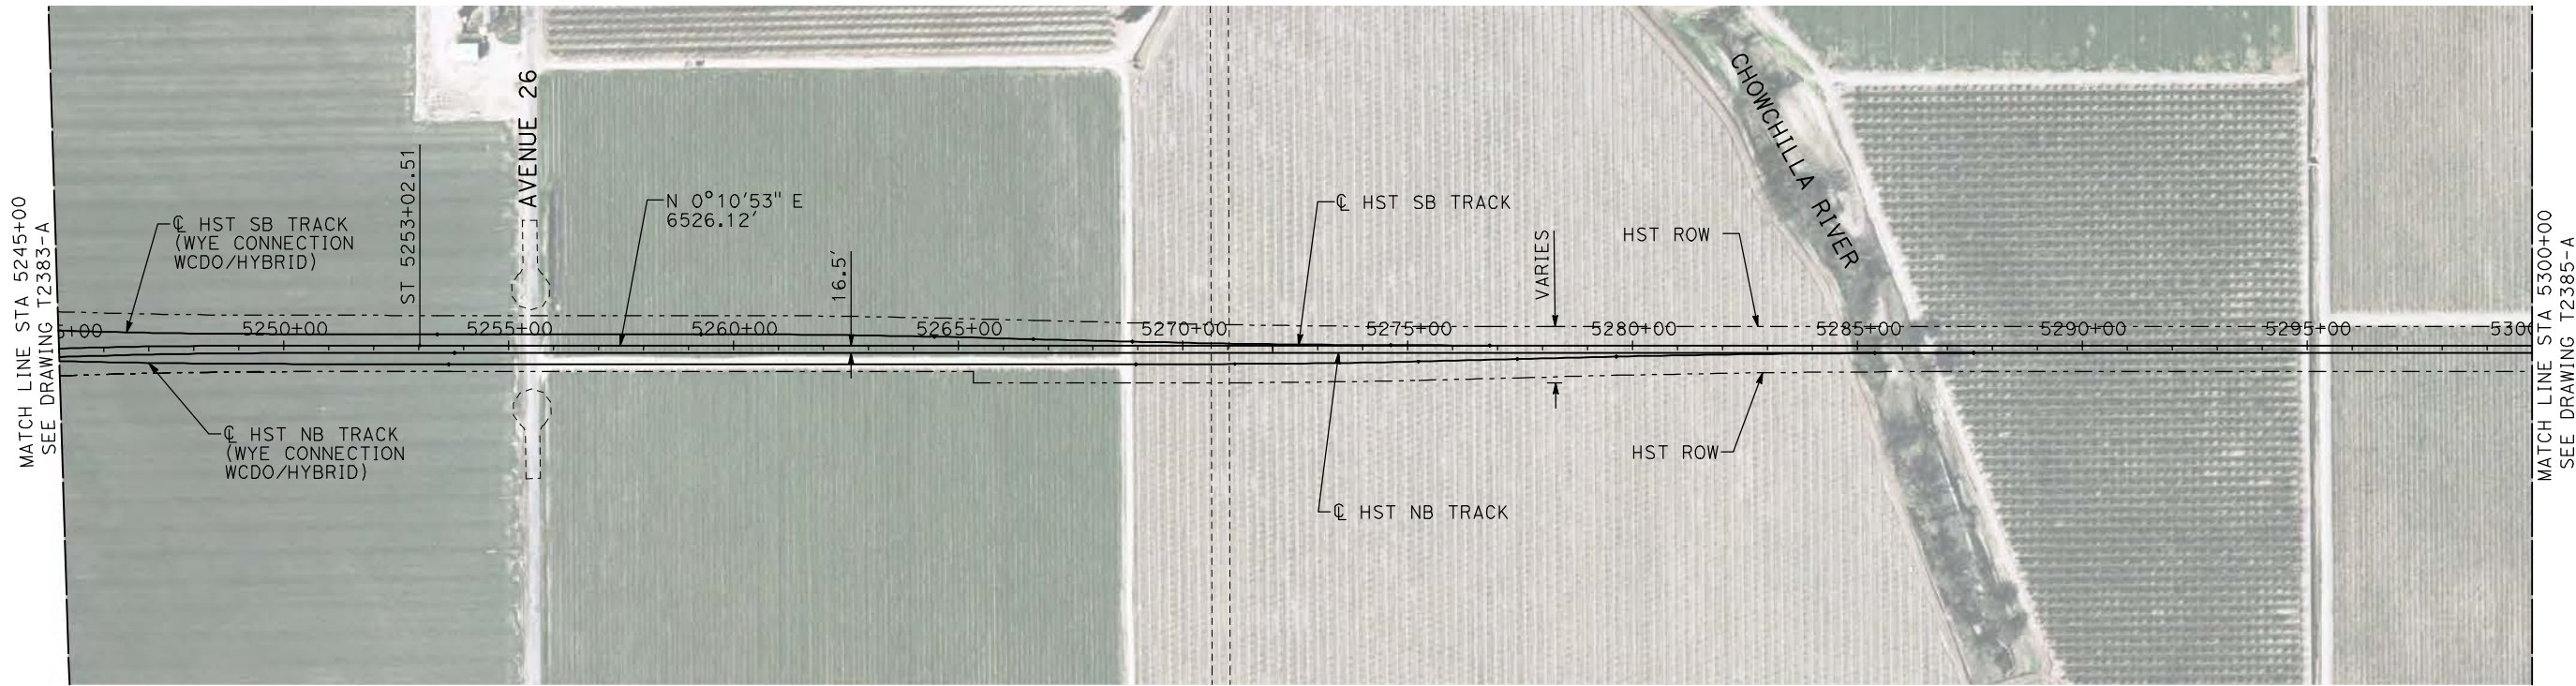 MATCH LINE STA 5245+00
SEE DRAWING T2383-A
℄ HST SB TRACK
(WYE CONNECTION
WCDO/HYBRID)
ST 5253+02.51
AVENUE 26
N 0°10'53" E
6526.12'
16.5'
℄ HST SB TRACK
VARIES
HST ROW
CHOWCHILLA RIVER
5+00
5250+00
5255+00
5260+00
5265+00
5270+00
5275+00
5280+00
5285+00
5290+00
5295+00
5300
℄ HST NB TRACK
(WYE CONNECTION
WCDO/HYBRID)
℄ HST NB TRACK
HST ROW
MATCH LINE STA 5300+00
SEE DRAWING T2385-A